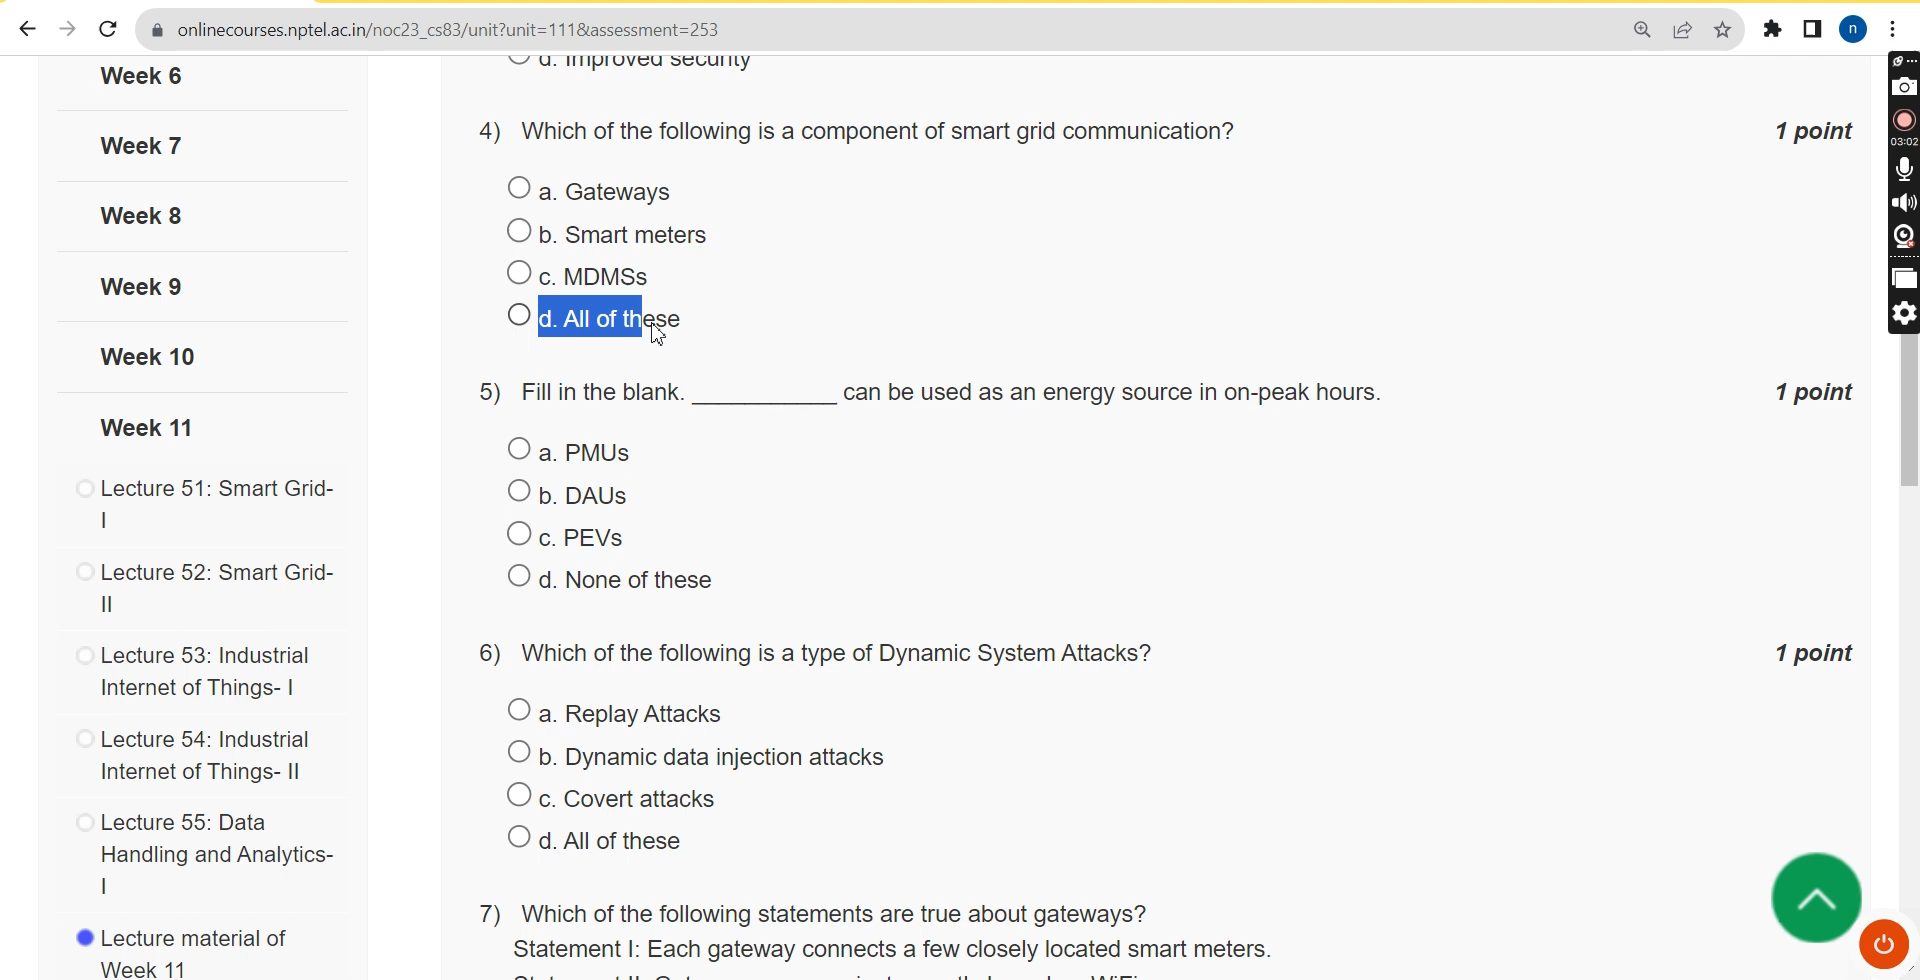 onlinecourses.nptel.ac.in/noc23_cs83/unit?unit=111&assessment=253
n
03:02
Week 6
Week 7
Week 8
Week 9
Week 10
Week 11
Lecture 51: Smart Grid-
I
Lecture 52: Smart Grid-
II
Lecture 53: Industrial
Internet of Things- I
Lecture 54: Industrial
Internet of Things- II
Lecture 55: Data
Handling and Analytics-
I
Lecture material of
Week 11
d. Improved security
4) Which of the following is a component of smart grid communication? 1 point
a. Gateways
b. Smart meters
c. MDMSs
d. All of these
5) Fill in the blank. ___________ can be used as an energy source in on-peak hours. 1 point
a. PMUs
b. DAUs
c. PEVs
d. None of these
6) Which of the following is a type of Dynamic System Attacks? 1 point
a. Replay Attacks
b. Dynamic data injection attacks
c. Covert attacks
d. All of these
7) Which of the following statements are true about gateways?
Statement I: Each gateway connects a few closely located smart meters.